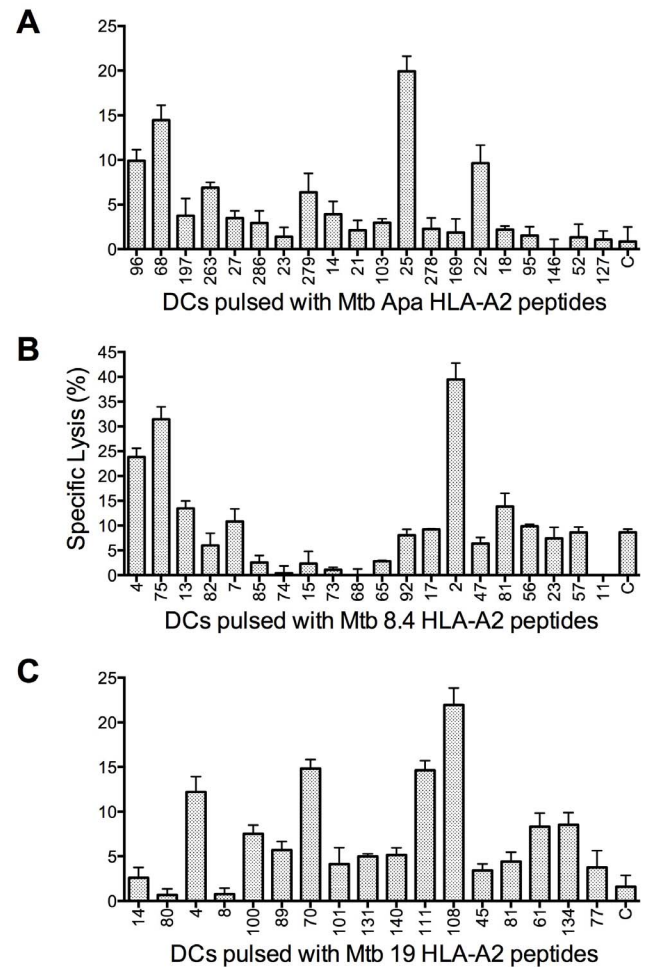 A
25
20
15
10
5
0
96 68 197 263 27 286 23 279 14 21 103 25 278 169 22 18 95 146 52 127 C
DCs pulsed with Mtb Apa HLA-A2 peptides
B
Specific Lysis (%)
45
40
35
30
25
20
15
10
5
0
4 75 13 82 7 85 74 15 73 68 65 92 17 2 47 81 56 23 57 11 C
DCs pulsed with Mtb 8.4 HLA-A2 peptides
C
25
20
15
10
5
0
14 80 4 8 100 89 70 101 131 140 111 108 45 81 61 134 77 C
DCs pulsed with Mtb 19 HLA-A2 peptides